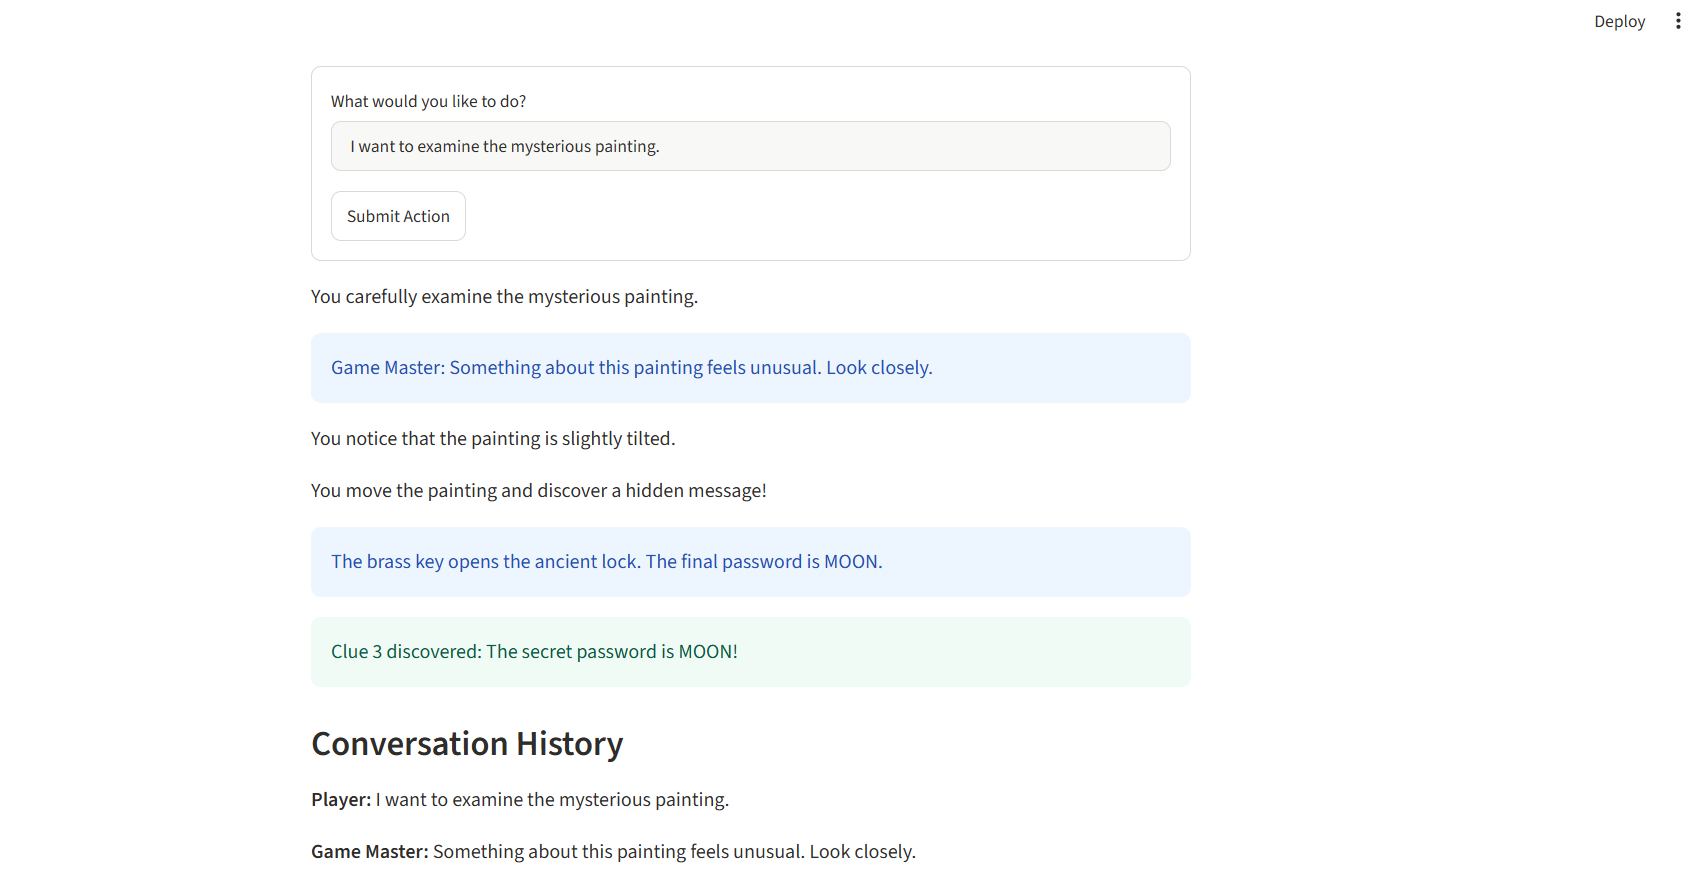 Deploy
What would you like to do?
I want to examine the mysterious painting.
Submit Action
You carefully examine the mysterious painting.
Game Master: Something about this painting feels unusual. Look closely.
You notice that the painting is slightly tilted.
You move the painting and discover a hidden message!
The brass key opens the ancient lock. The final password is MOON.
Clue 3 discovered: The secret password is MOON!
Conversation History
Player: I want to examine the mysterious painting.
Game Master: Something about this painting feels unusual. Look closely.